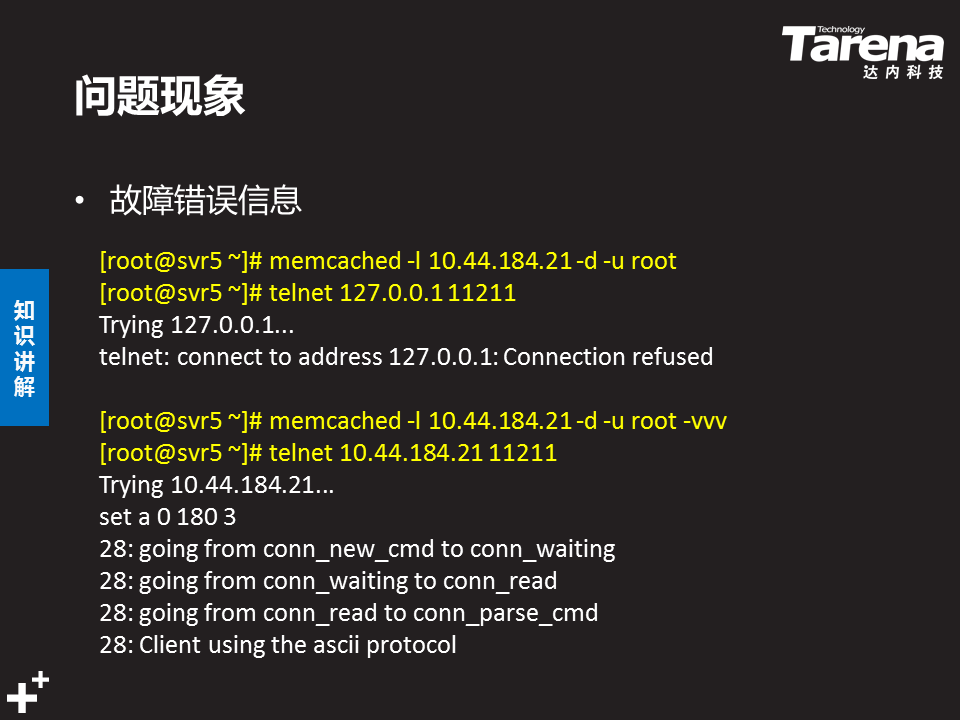 Technology
Tarena
达内科技
问题现象
• 故障错误信息
[root@svr5 ~]# memcached -l 10.44.184.21 -d -u root
[root@svr5 ~]# telnet 127.0.0.1 11211
Trying 127.0.0.1...
telnet: connect to address 127.0.0.1: Connection refused
[root@svr5 ~]# memcached -l 10.44.184.21 -d -u root -vvv
[root@svr5 ~]# telnet 10.44.184.21 11211
Trying 10.44.184.21...
set a 0 180 3
28: going from conn_new_cmd to conn_waiting
28: going from conn_waiting to conn_read
28: going from conn_read to conn_parse_cmd
28: Client using the ascii protocol
知识讲解